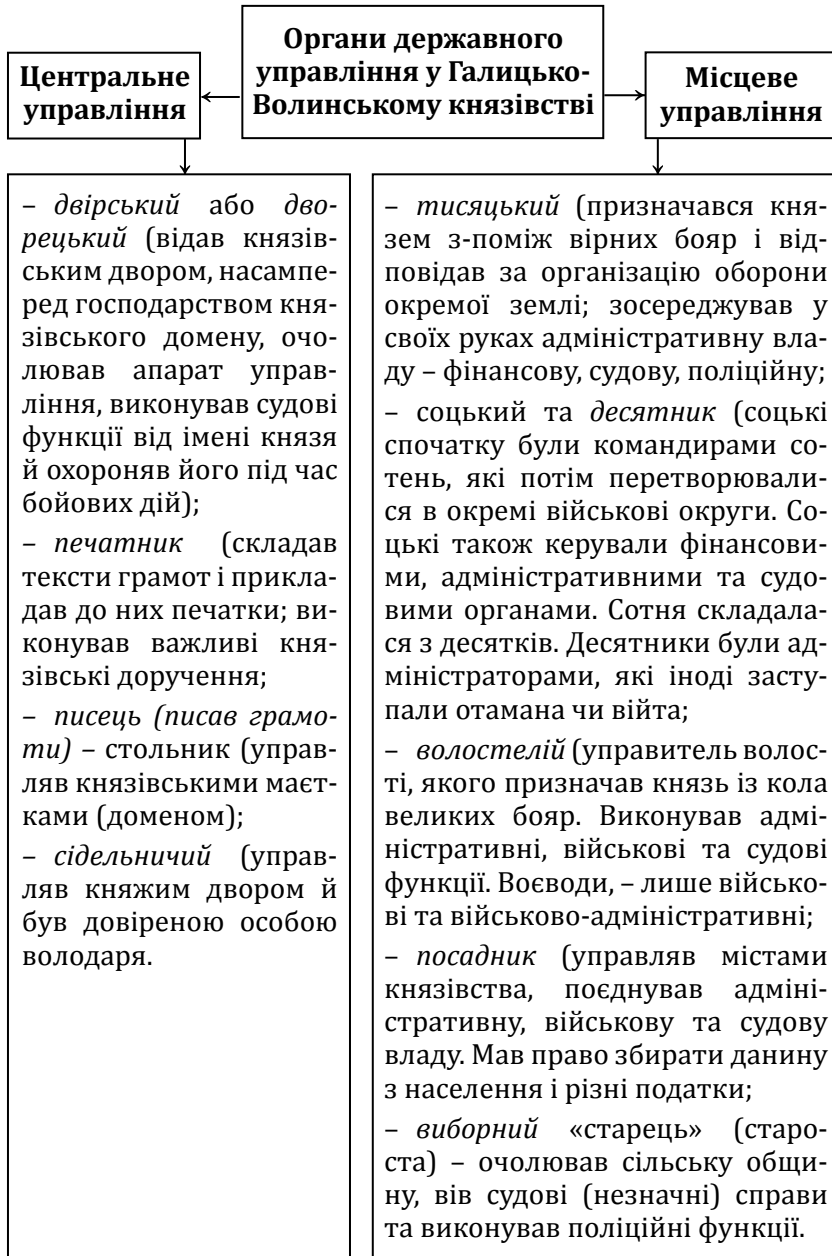 Органи державного
управління у Галицько-
Волинському князівстві
Центральне
управління
Місцеве
управління
– двірський або дво-
рецький (відав князів-
ським двором, насампе-
ред господарством кня-
зівського домену, очо-
лював апарат управ-
ління, виконував судові
функції від імені князя
й охороняв його під час
бойових дій);
– печатник (складав
тексти грамот і прикла-
дав до них печатки; ви-
конував важливі кня-
зівські доручення;
– писець (писав грамо-
ти) – стольник (управ-
ляв князівськими маєт-
ками (доменом);
– сідельничий (управ-
ляв княжим двором й
був довіреною особою
володаря.
– тисяцький (призначався кня-
зем з-поміж вірних бояр і від-
повідав за організацію оборони
окремої землі; зосереджував у
своїх руках адміністративну вла-
ду – фінансову, судову, поліційну;
– соцький та десятник (соцькі
спочатку були командирами со-
тень, які потім перетворювали-
ся в окремі військові округи. Со-
цькі також керували фінансови-
ми, адміністративними та судо-
вими органами. Сотня складала-
ся з десятків. Десятники були ад-
міністраторами, які іноді засту-
пали отамана чи війта;
– волостелій (управитель волос-
ті, якого призначав князь із кола
великих бояр. Виконував адмі-
ністративні, військові та судові
функції. Воєводи, – лише військо-
ві та військово-адміністративні;
– посадник (управляв містами
князівства, поєднував адміні-
стративну, військову та судову
владу. Мав право збирати данину
з населення і різні податки;
– виборний «старець» (старо-
ста) – очолював сільську общи-
ну, вів судові (незначні) справи
та виконував поліційні функції.